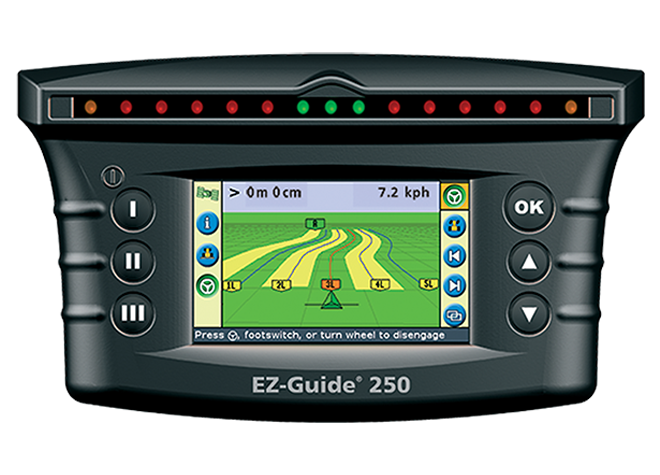 > 0m 0cm 7.2 kph
I
OK
i
II
III
1L 2L 3L 4L 5L
Press , footswitch, or turn wheel to disengage
EZ-Guide® 250